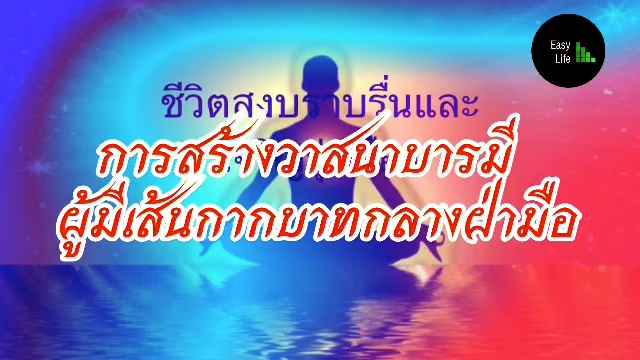 Easy
Life
ชีวิตสงบราบรื่นและ
การสร้างวาสนาบารมี
ผู้มีเส้นกากบาทกลางฝ่ามือ